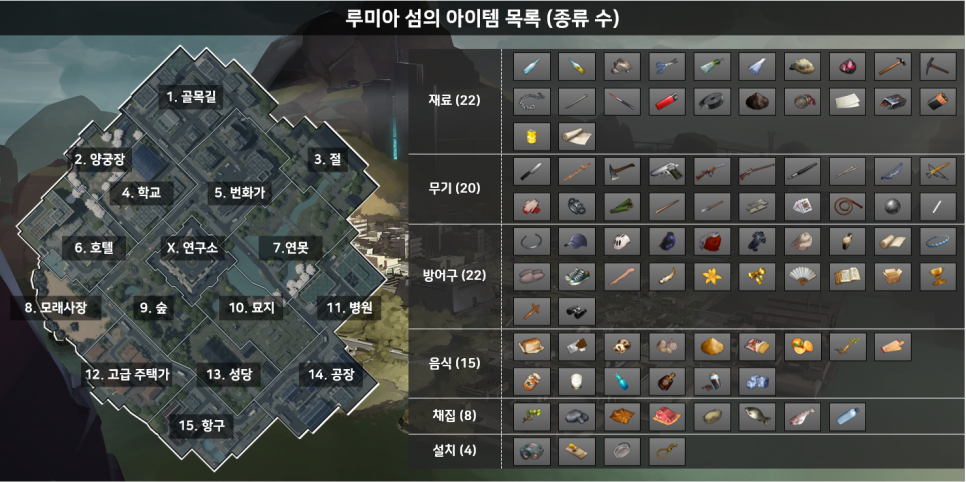 루미아 섬의 아이템 목록 (종류 수)
1. 골목길
2. 양궁장
3. 절
4. 학교
5. 번화가
6. 호텔
X. 연구소
7.연못
8. 모래사장
9. 숲
10. 묘지
11. 병원
12. 고급 주택가
13. 성당
14. 공장
15. 항구
재료 (22)
무기 (20)
방어구 (22)
음식 (15)
채집 (8)
설치 (4)